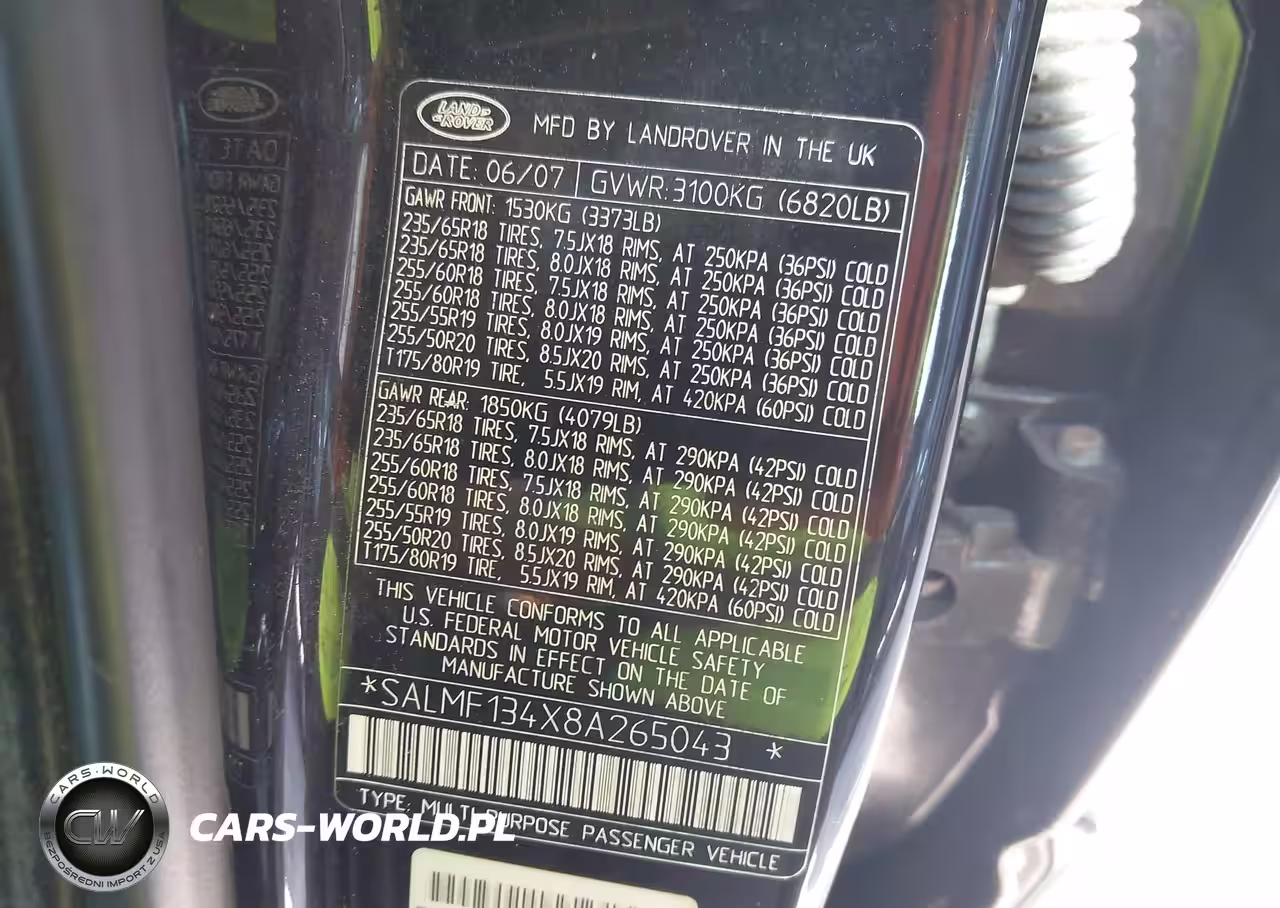 LAND-ROVER
MFD BY LANDROVER IN THE UK
DATE: 06/07 GVWR:3100KG (6820LB)
GAWR FRONT: 1530KG (3373LB)
235/65R18 TIRES, 7.5JX18 RIMS, AT 250KPA (36PSI) COLD
235/65R18 TIRES, 8.0JX18 RIMS, AT 250KPA (36PSI) COLD
255/60R18 TIRES, 7.5JX18 RIMS, AT 250KPA (36PSI) COLD
255/60R18 TIRES, 8.0JX18 RIMS, AT 250KPA (36PSI) COLD
255/55R19 TIRES, 8.0JX19 RIMS, AT 250KPA (36PSI) COLD
255/50R20 TIRES, 8.5JX20 RIMS, AT 250KPA (36PSI) COLD
T175/80R19 TIRE, 5.5JX19 RIM, AT 420KPA (60PSI) COLD
GAWR REAR: 1850KG (4079LB)
235/65R18 TIRES, 7.5JX18 RIMS, AT 290KPA (42PSI) COLD
235/65R18 TIRES, 8.0JX18 RIMS, AT 290KPA (42PSI) COLD
255/60R18 TIRES, 7.5JX18 RIMS, AT 290KPA (42PSI) COLD
255/60R18 TIRES, 8.0JX18 RIMS, AT 290KPA (42PSI) COLD
255/55R19 TIRES, 8.0JX19 RIMS, AT 290KPA (42PSI) COLD
255/50R20 TIRES, 8.5JX20 RIMS, AT 290KPA (42PSI) COLD
T175/80R19 TIRE, 5.5JX19 RIM, AT 420KPA (60PSI) COLD
THIS VEHICLE CONFORMS TO ALL APPLICABLE
U.S. FEDERAL MOTOR VEHICLE SAFETY
STANDARDS IN EFFECT ON THE DATE OF
MANUFACTURE SHOWN ABOVE
*SALMF134X8A265043 *
TYPE: MULTI PURPOSE PASSENGER VEHICLE
CARS-WORLD
CW
BEZPOŚREDNI IMPORT Z USA
CARS-WORLD.PL